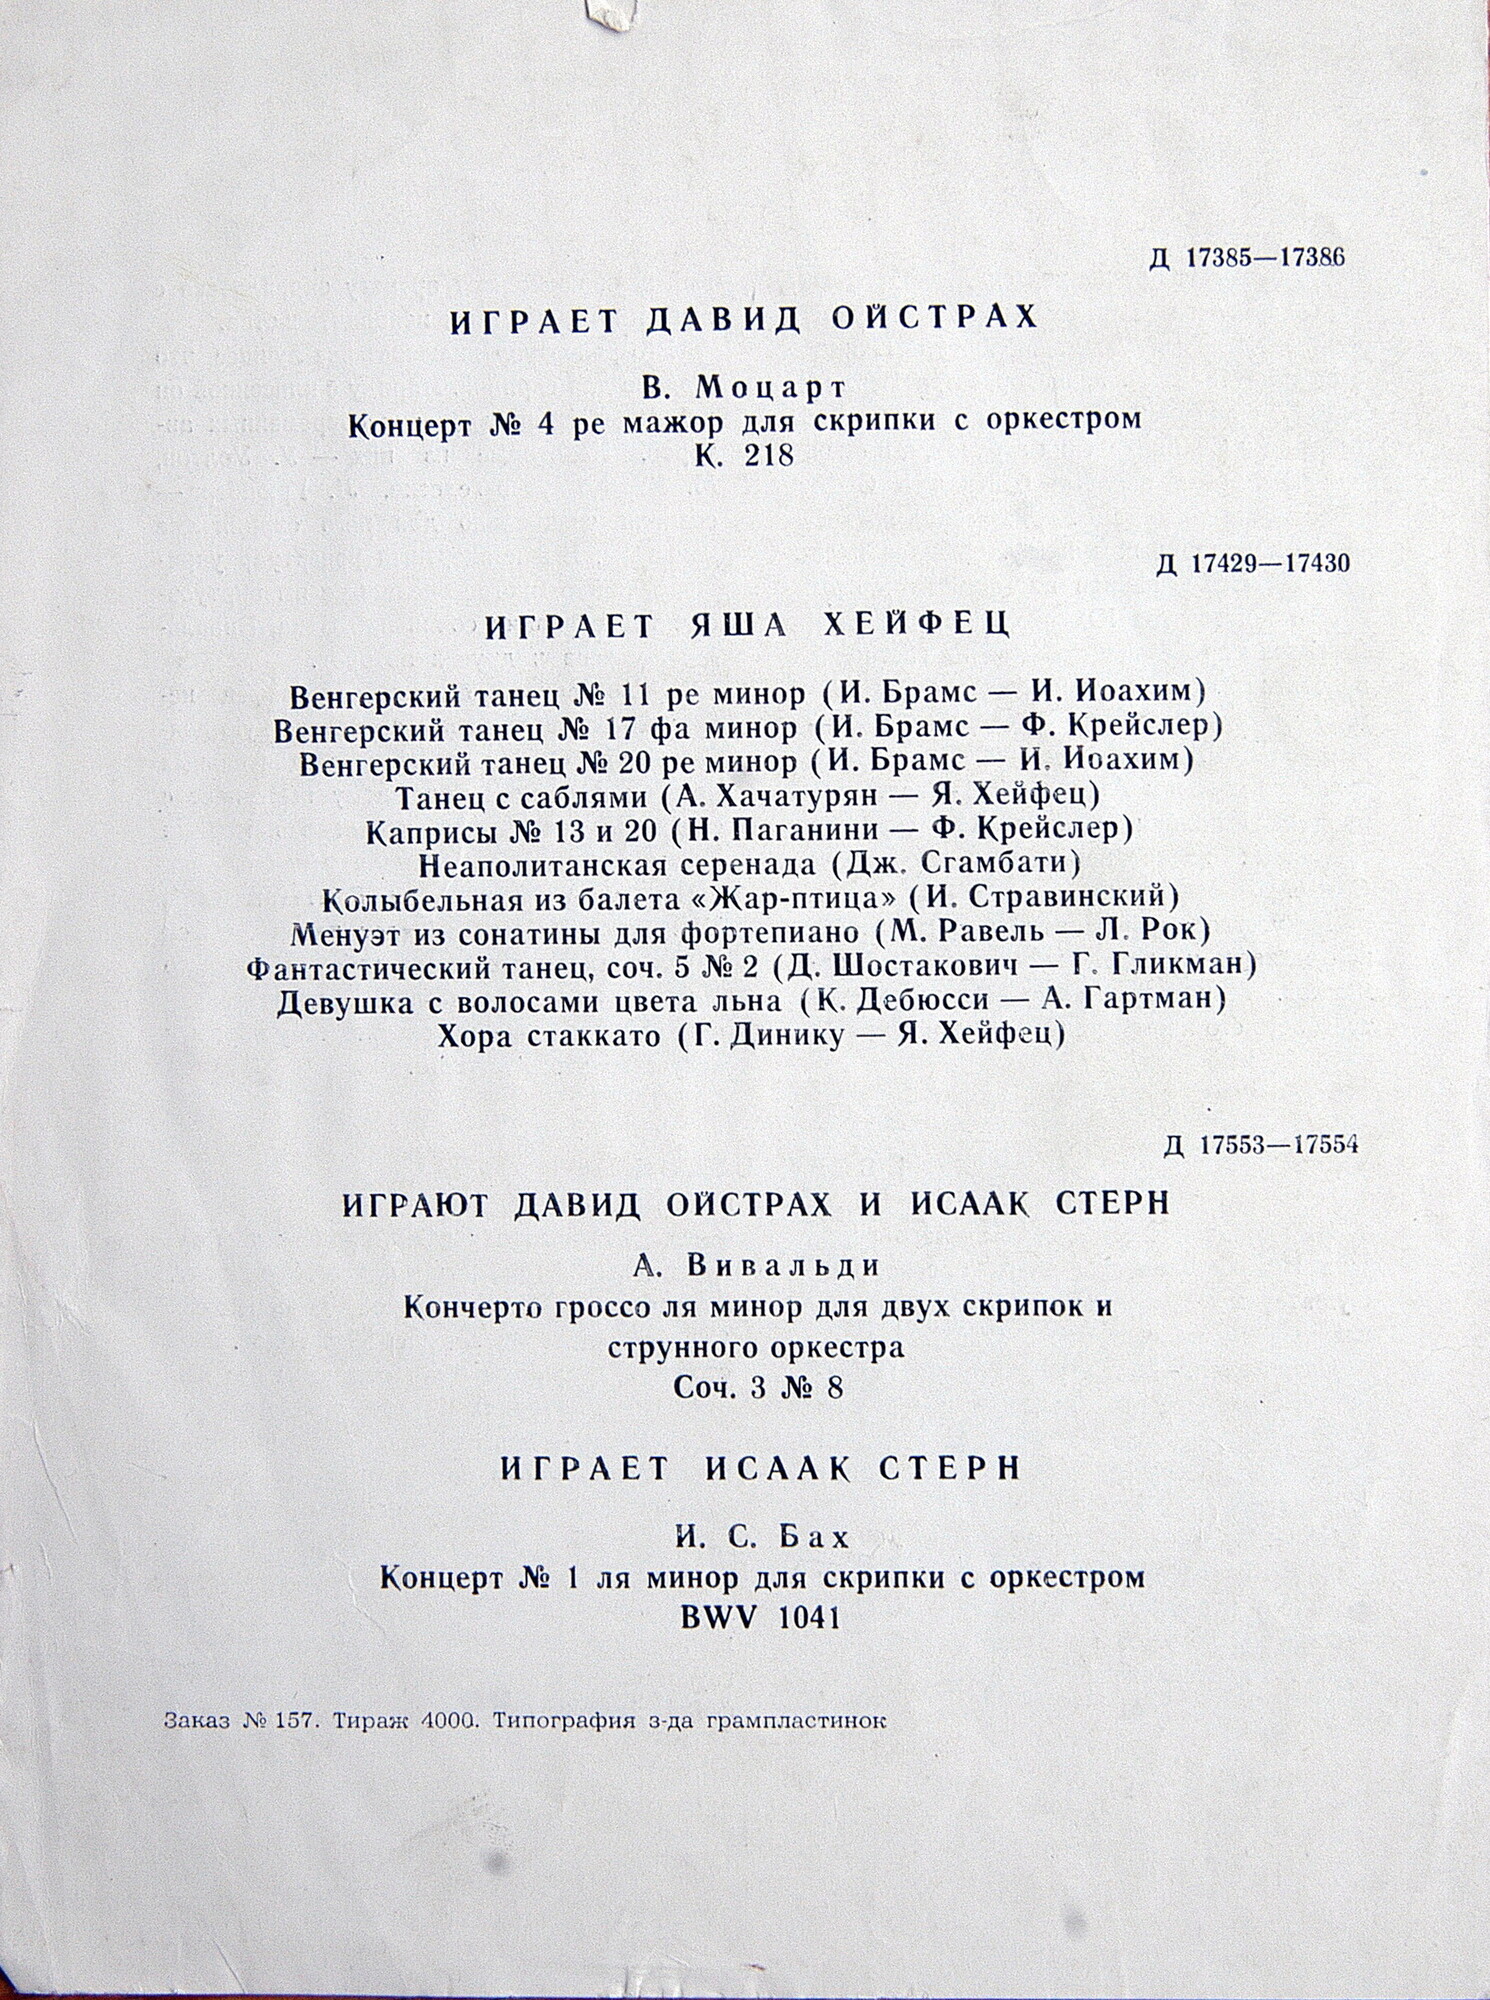 Д 17385—17386
ИГРАЕТ ДАВИД ОЙСТРАХ
В. Моцарт
Концерт № 4 ре мажор для скрипки с оркестром
К. 218
Д 17429—17430
ИГРАЕТ ЯША ХЕЙФЕЦ
Венгерский танец № 11 ре минор (И. Брамс — И. Иоахим)
Венгерский танец № 17 фа минор (И. Брамс — Ф. Крейслер)
Венгерский танец № 20 ре минор (И. Брамс — И. Иоахим)
Танец с саблями (А. Хачатурян — Я. Хейфец)
Каприсы № 13 и 20 (Н. Паганини — Ф. Крейслер)
Неаполитанская серенада (Дж. Сгамбати)
Колыбельная из балета «Жар-птица» (И. Стравинский)
Менуэт из сонатины для фортепиано (М. Равель — Л. Рок)
Фантастический танец, соч. 5 № 2 (Д. Шостакович — Г. Гликман)
Девушка с волосами цвета льна (К. Дебюсси — А. Гартман)
Хора стаккато (Г. Динику — Я. Хейфец)
Д 17553—17554
ИГРАЮТ ДАВИД ОЙСТРАХ И ИСААК СТЕРН
А. Вивальди
Кончерто гроссо ля минор для двух скрипок и
струнного оркестра
Соч. 3 № 8
ИГРАЕТ ИСААК СТЕРН
И. С. Бах
Концерт № 1 ля минор для скрипки с оркестром
BWV 1041
Заказ № 157. Тираж 4000. Типография з-да грампластинок